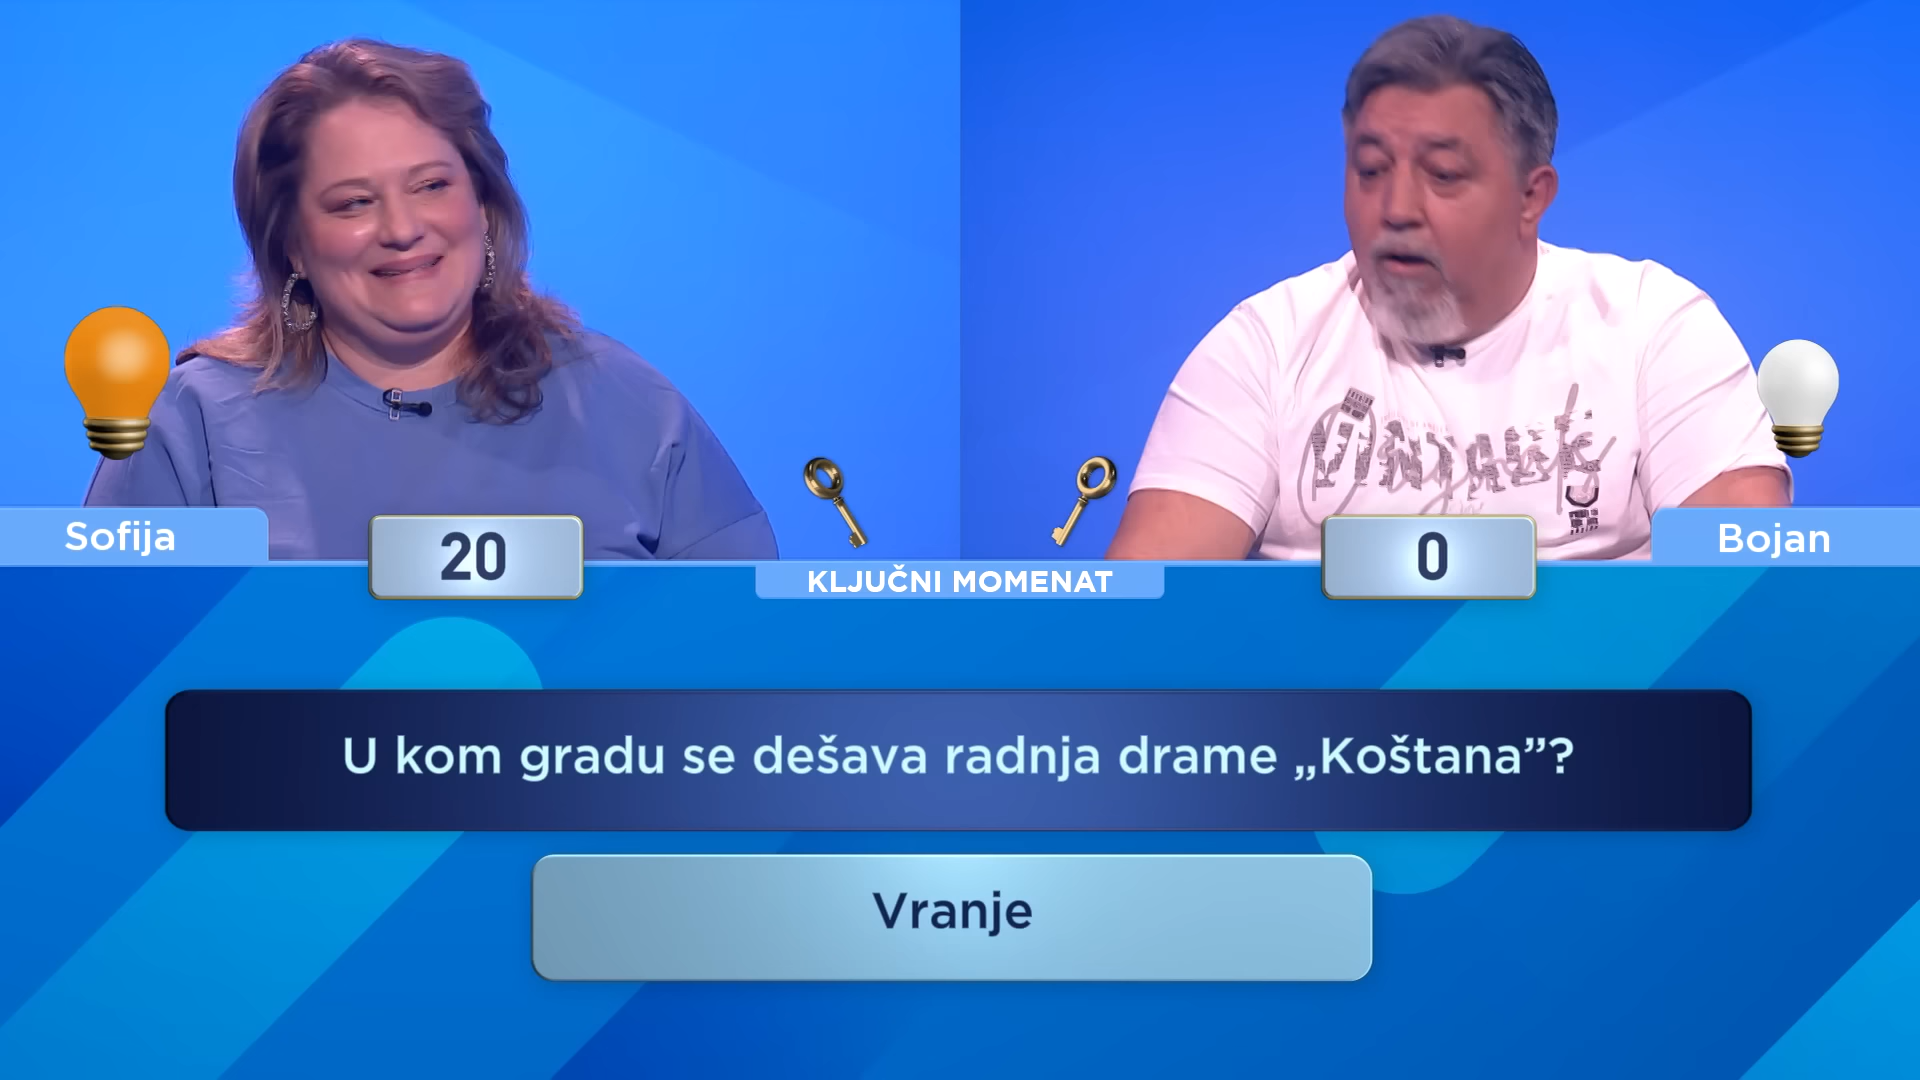 Sofija
20
KLJUČNI MOMENAT
0
Bojan
U kom gradu se dešava radnja drame „Koštana”?
Vranje